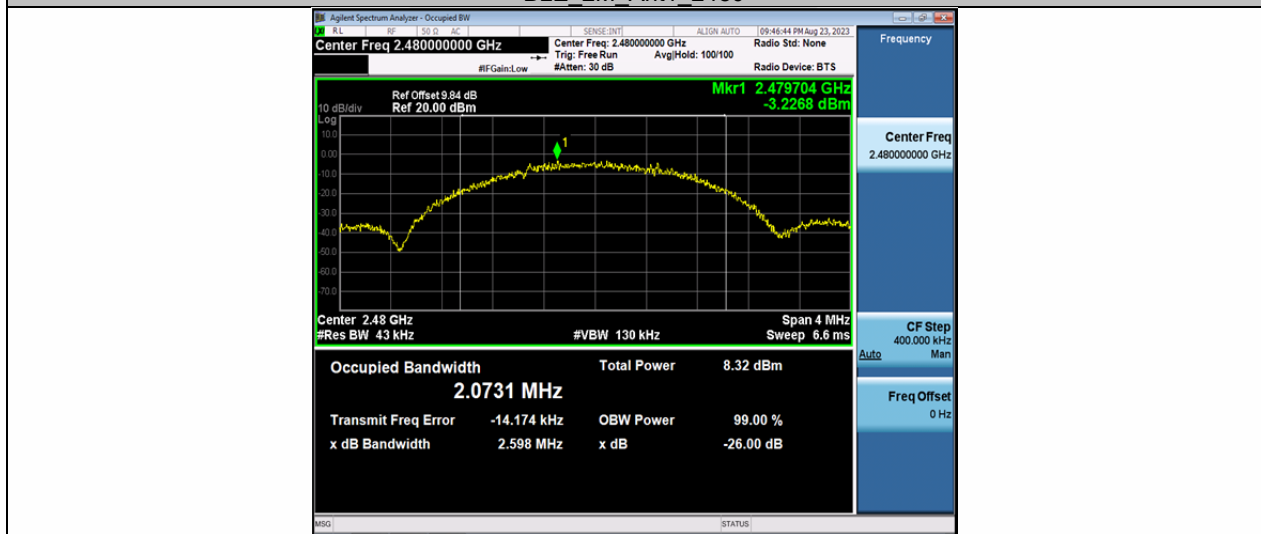 Agilent Spectrum Analyzer - Occupied BW
RL RF 50 Ω AC SENSE:INT ALIGN AUTO 09:46:44 PM Aug 23, 2023
Center Freq 2.480000000 GHz
Center Freq: 2.480000000 GHz Radio Std: None
Trig: Free Run Avg|Hold: 100/100
#IFGain:Low #Atten: 30 dB Radio Device: BTS
Frequency
Ref Offset 9.84 dB
10 dB/div Ref 20.00 dBm
Mkr1 2.479704 GHz
-3.2268 dBm
Log
10.0
0.00
-10.0
-20.0
-30.0
-40.0
-50.0
-60.0
-70.0
1
Center 2.48 GHz Span 4 MHz
#Res BW 43 kHz #VBW 130 kHz Sweep 6.6 ms
Center Freq
2.480000000 GHz
CF Step
400.000 kHz
Auto Man
Freq Offset
0 Hz
Occupied Bandwidth Total Power 8.32 dBm
2.0731 MHz
Transmit Freq Error -14.174 kHz OBW Power 99.00 %
x dB Bandwidth 2.598 MHz x dB -26.00 dB
MSG STATUS